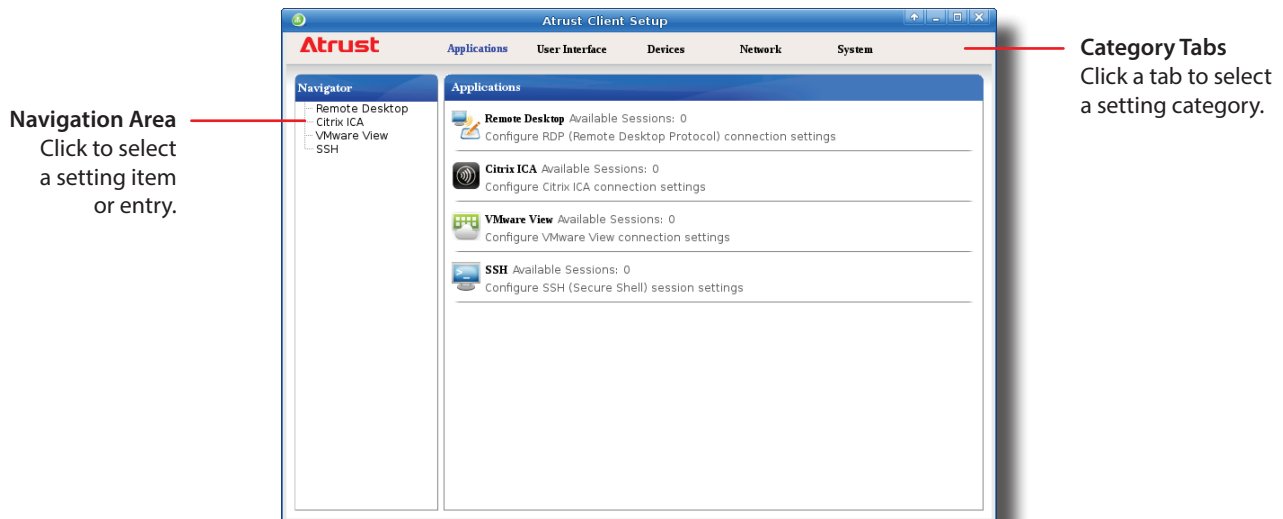 Atrust Client Setup
Atrust
Applications
User Interface
Devices
Network
System
Category Tabs
Click a tab to select
a setting category.
Navigation Area
Click to select
a setting item
or entry.
Navigator
Remote Desktop
Citrix ICA
VMware View
SSH
Applications
Remote Desktop Available Sessions: 0
Configure RDP (Remote Desktop Protocol) connection settings
Citrix ICA Available Sessions: 0
Configure Citrix ICA connection settings
VMware View Available Sessions: 0
Configure VMware View connection settings
SSH Available Sessions: 0
Configure SSH (Secure Shell) session settings